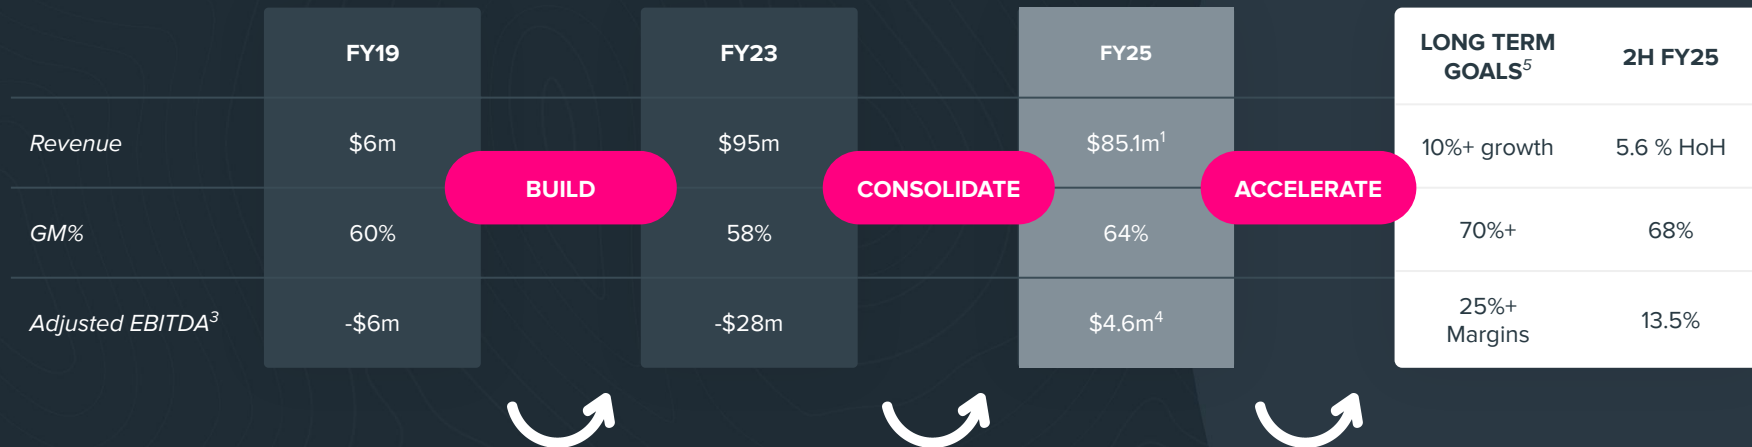 FY19
FY23
FY25
LONG TERM
GOALS⁵
2H FY25
Revenue
$6m
$95m
$85.1m¹
10%+ growth
5.6 % HoH
BUILD
CONSOLIDATE
ACCELERATE
GM%
60%
58%
64%
70%+
68%
Adjusted EBITDA³
-$6m
-$28m
$4.6m⁴
25%+
Margins
13.5%